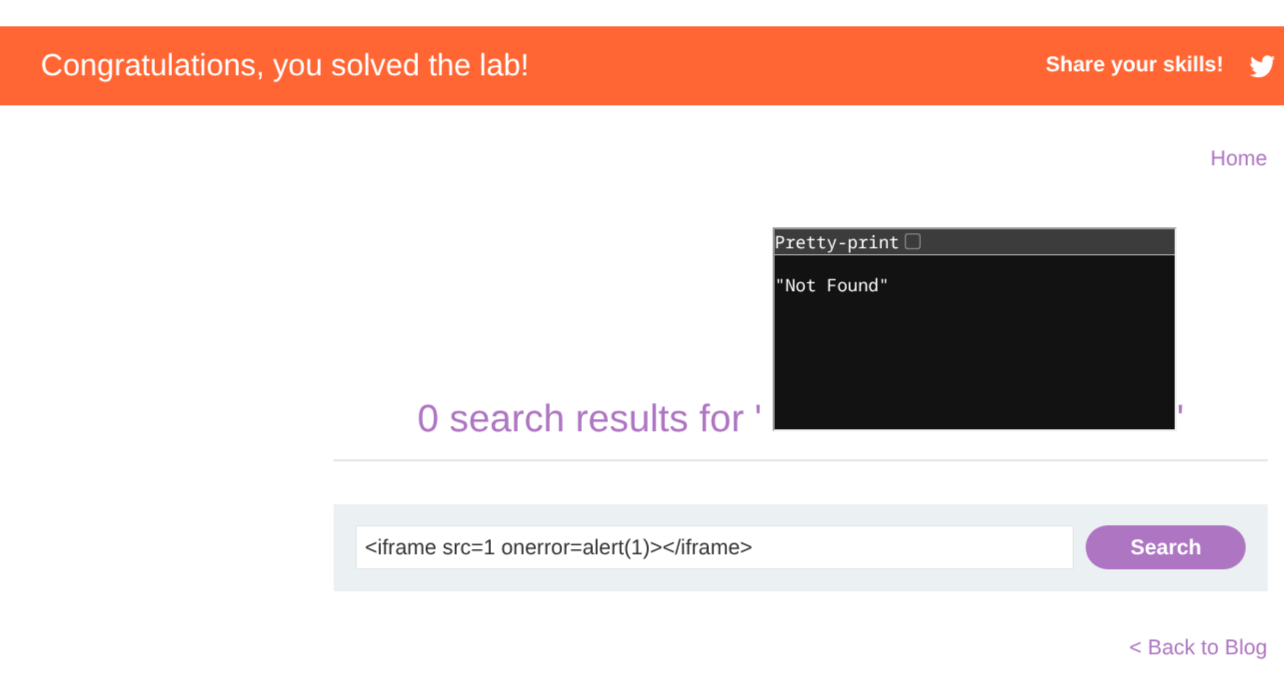 Congratulations, you solved the lab!
Share your skills!
Home
Pretty-print
"Not Found"
0 search results for ' '
<iframe src=1 onerror=alert(1)></iframe>
Search
< Back to Blog